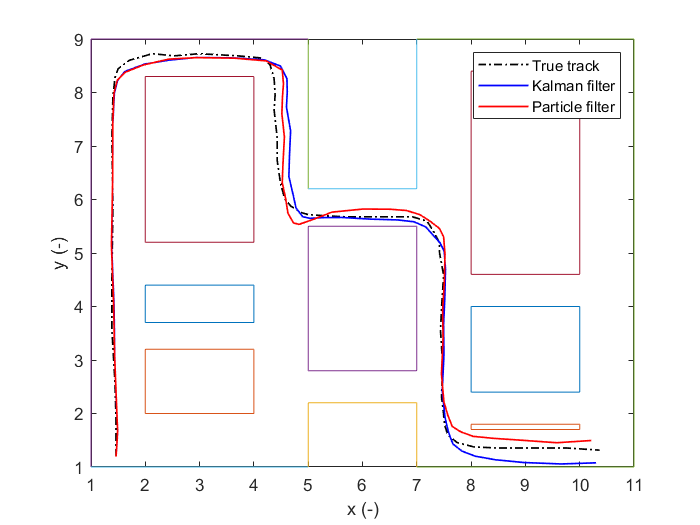 9
8
7
6
5
4
3
2
1
y (-)
True track
Kalman filter
Particle filter
1 2 3 4 5 6 7 8 9 10 11
x (-)